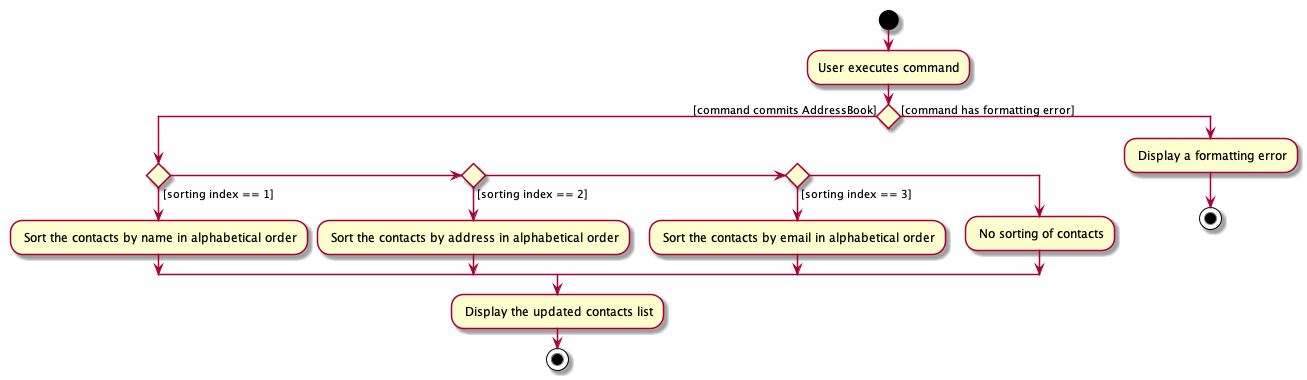 User executes command
[command commits AddressBook]
[command has formatting error]
Display a formatting error
[sorting index == 1]
[sorting index == 2]
[sorting index == 3]
Sort the contacts by name in alphabetical order
Sort the contacts by address in alphabetical order
Sort the contacts by email in alphabetical order
No sorting of contacts
Display the updated contacts list